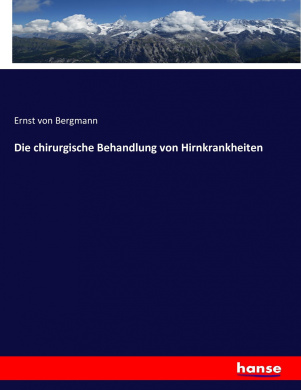 Ernst von Bergmann
Die chirurgische Behandlung von Hirnkrankheiten
hanse